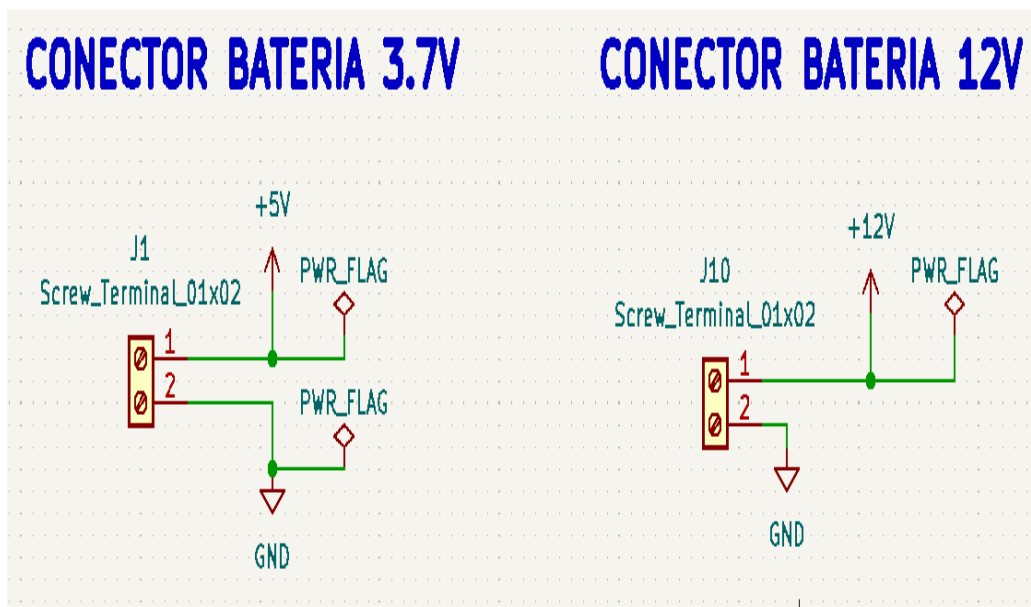 CONECTOR BATERIA 3.7V
+5V
J1
Screw_Terminal_01x02
PWR_FLAG
1
2
PWR_FLAG
GND
CONECTOR BATERIA 12V
+12V
J10
Screw_Terminal_01x02
PWR_FLAG
1
2
GND